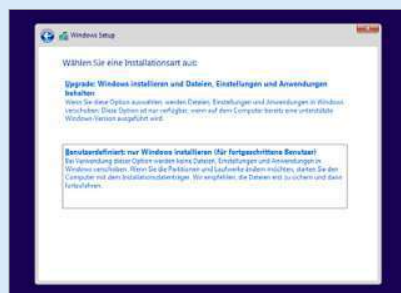 Windows Setup
Wählen Sie eine Installationsart aus:
Upgrade: Windows installieren und Dateien, Einstellungen und Anwendungen
behalten
Wenn Sie diese Option auswählen, werden Dateien, Einstellungen und Anwendungen in Windows
verschoben. Diese Option ist nur verfügbar, wenn auf dem Computer bereits eine unterstützte
Windows-Version ausgeführt wird.
Benutzerdefiniert: nur Windows installieren (für fortgeschrittene Benutzer)
Bei Verwendung dieser Option werden keine Dateien, Einstellungen und Anwendungen in
Windows verschoben. Wenn Sie die Partitionen und Laufwerke ändern möchten, starten Sie den
Computer mit dem Installationsdatenträger. Wir empfehlen, die Dateien erst zu sichern und dann
fortzufahren.